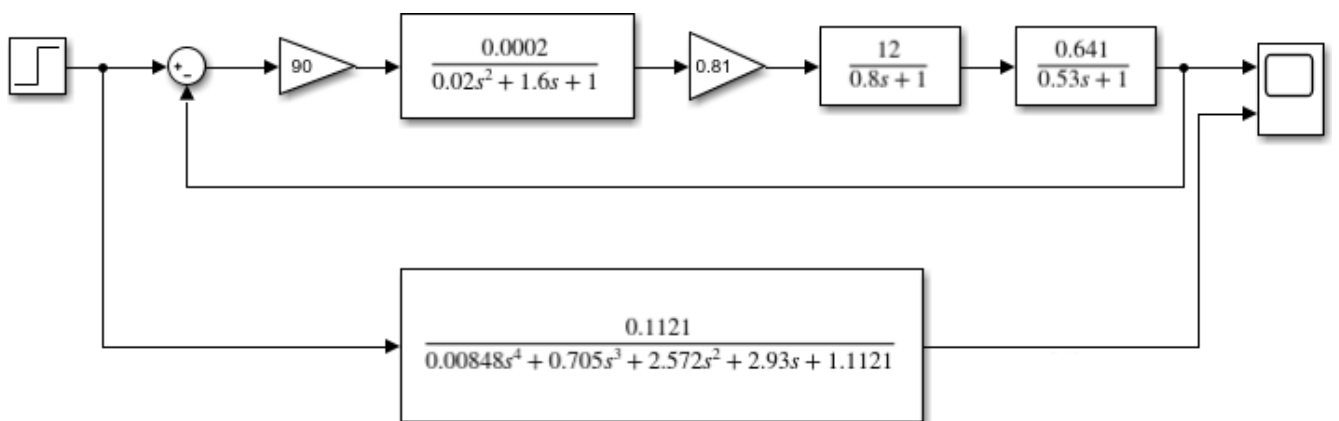 +
-
90
0.0002
0.02s² + 1.6s + 1
0.81
12
0.8s + 1
0.641
0.53s + 1
0.1121
0.00848s⁴ + 0.705s³ + 2.572s² + 2.93s + 1.1121